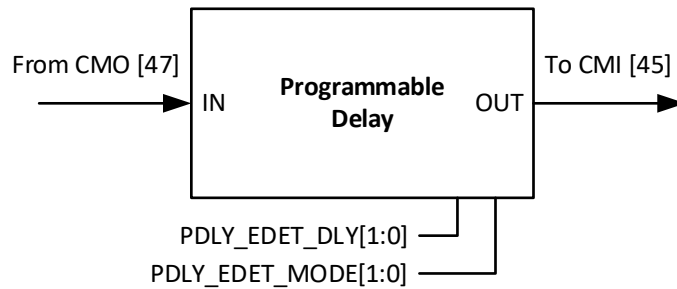 From CMO [47]
To CMI [45]
IN
Programmable
Delay
OUT
PDLY_EDET_DLY[1:0]
PDLY_EDET_MODE[1:0]